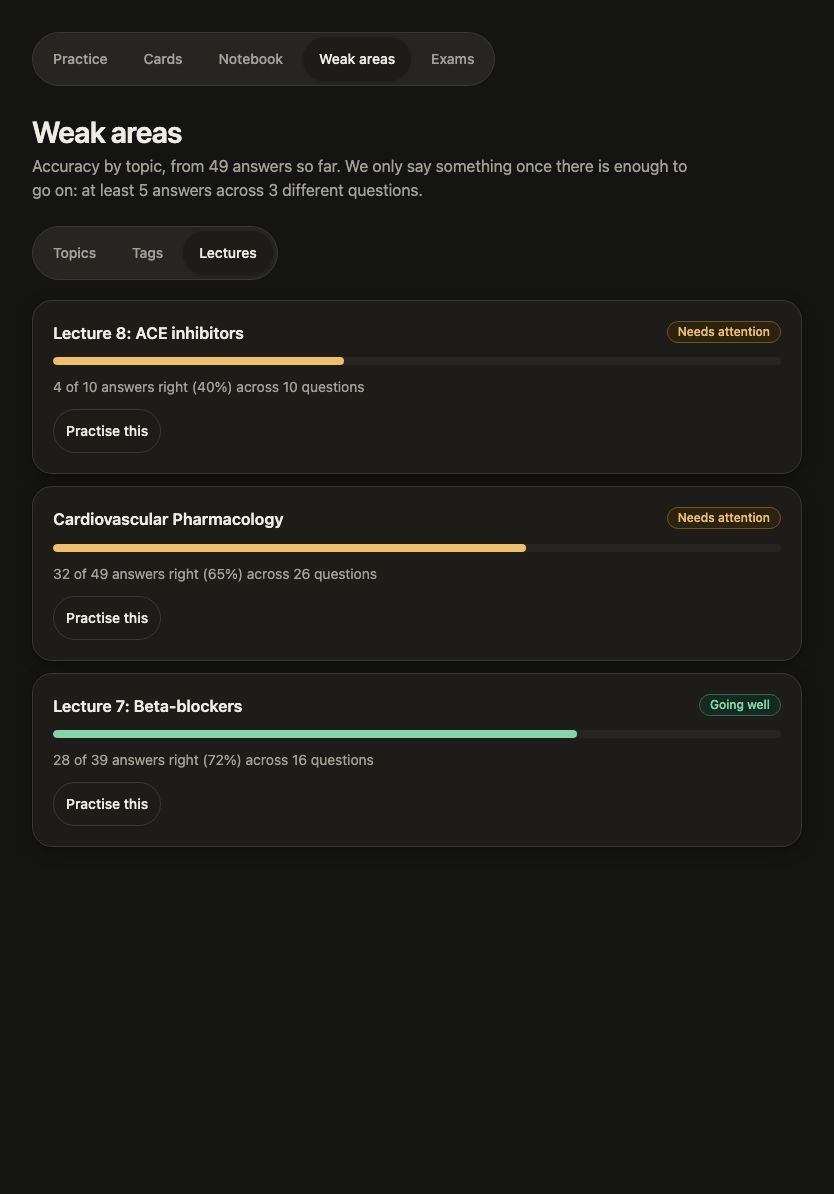 Practice Cards Notebook Weak areas Exams
Weak areas
Accuracy by topic, from 49 answers so far. We only say something once there is enough to
go on: at least 5 answers across 3 different questions.
Topics Tags Lectures
Lecture 8: ACE inhibitors Needs attention
4 of 10 answers right (40%) across 10 questions
Practise this
Cardiovascular Pharmacology Needs attention
32 of 49 answers right (65%) across 26 questions
Practise this
Lecture 7: Beta-blockers Going well
28 of 39 answers right (72%) across 16 questions
Practise this